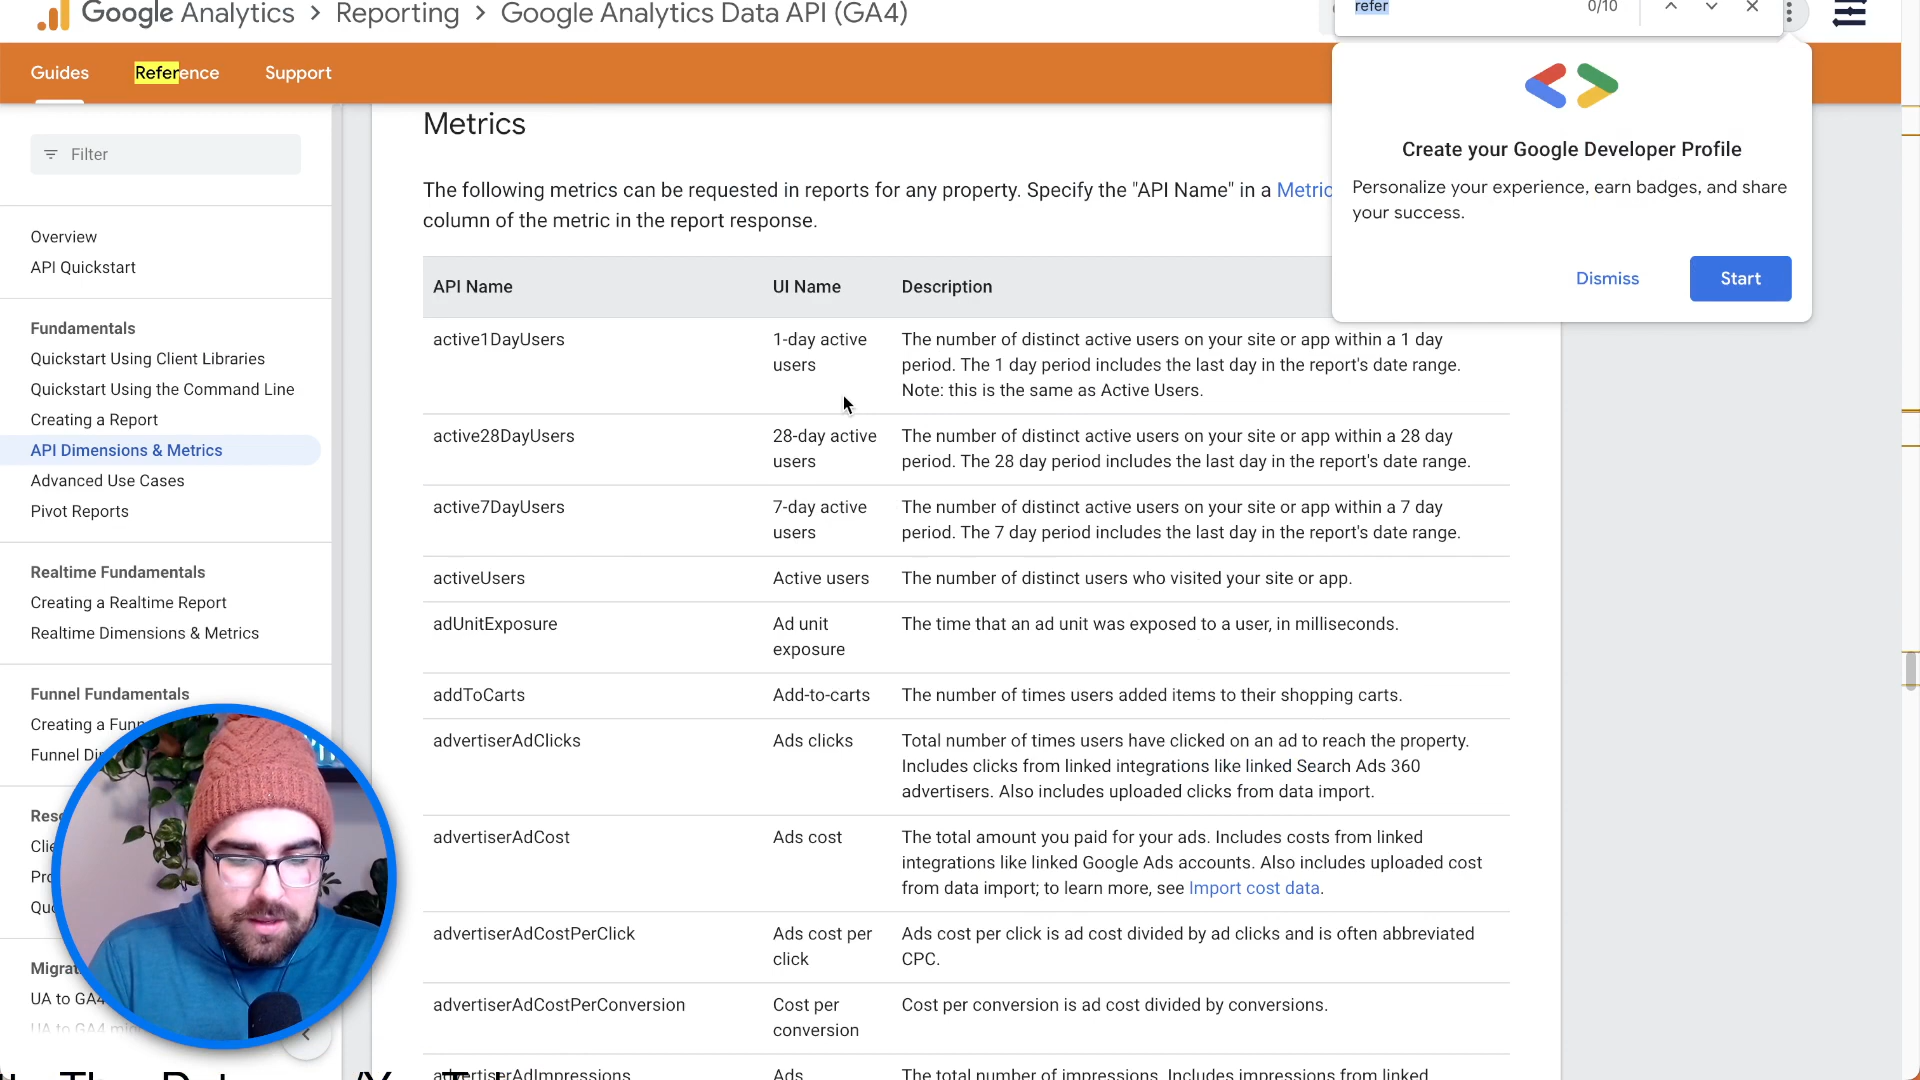 Google Analytics > Reporting > Google Analytics Data API (GA4)
refer
0/10
Guides
Reference
Support
Filter
Overview
API Quickstart
Fundamentals
Quickstart Using Client Libraries
Quickstart Using the Command Line
Creating a Report
API Dimensions & Metrics
Advanced Use Cases
Pivot Reports
Realtime Fundamentals
Creating a Realtime Report
Realtime Dimensions & Metrics
Funnel Fundamentals
Creating a
Funnel
UA to GA4
Metrics
The following metrics can be requested in reports for any property. Specify the "API Name" in a Metric
column of the metric in the report response.
API Name UI Name Description
active1DayUsers 1-day active The number of distinct active users on your site or app within a 1 day
users period. The 1 day period includes the last day in the report's date range.
Note: this is the same as Active Users.
active28DayUsers 28-day active The number of distinct active users on your site or app within a 28 day
users period. The 28 day period includes the last day in the report's date range.
active7DayUsers 7-day active The number of distinct active users on your site or app within a 7 day
users period. The 7 day period includes the last day in the report's date range.
activeUsers Active users The number of distinct users who visited your site or app.
adUnitExposure Ad unit The time that an ad unit was exposed to a user, in milliseconds.
exposure
addToCarts Add-to-carts The number of times users added items to their shopping carts.
advertiserAdClicks Ads clicks Total number of times users have clicked on an ad to reach the property.
Includes clicks from linked integrations like linked Search Ads 360
advertisers. Also includes uploaded clicks from data import.
advertiserAdCost Ads cost The total amount you paid for your ads. Includes costs from linked
integrations like linked Google Ads accounts. Also includes uploaded cost
from data import; to learn more, see Import cost data.
advertiserAdCostPerClick Ads cost per Ads cost per click is ad cost divided by ad clicks and is often abbreviated
click CPC.
advertiserAdCostPerConversion Cost per Cost per conversion is ad cost divided by conversions.
conversion
advertiserAdImpressions Ads The total number of impressions. Includes impressions from linked
Create your Google Developer Profile
Personalize your experience, earn badges, and share
your success.
Dismiss
Start